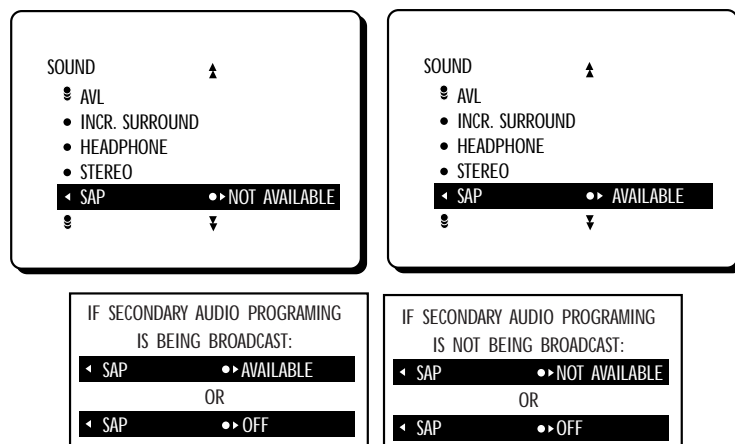 SOUND
AVL
INCR. SURROUND
HEADPHONE
STEREO
SAP NOT AVAILABLE
SOUND
AVL
INCR. SURROUND
HEADPHONE
STEREO
SAP AVAILABLE
IF SECONDARY AUDIO PROGRAMING
IS BEING BROADCAST:
SAP AVAILABLE
OR
SAP OFF
IF SECONDARY AUDIO PROGRAMING
IS NOT BEING BROADCAST:
SAP NOT AVAILABLE
OR
SAP OFF